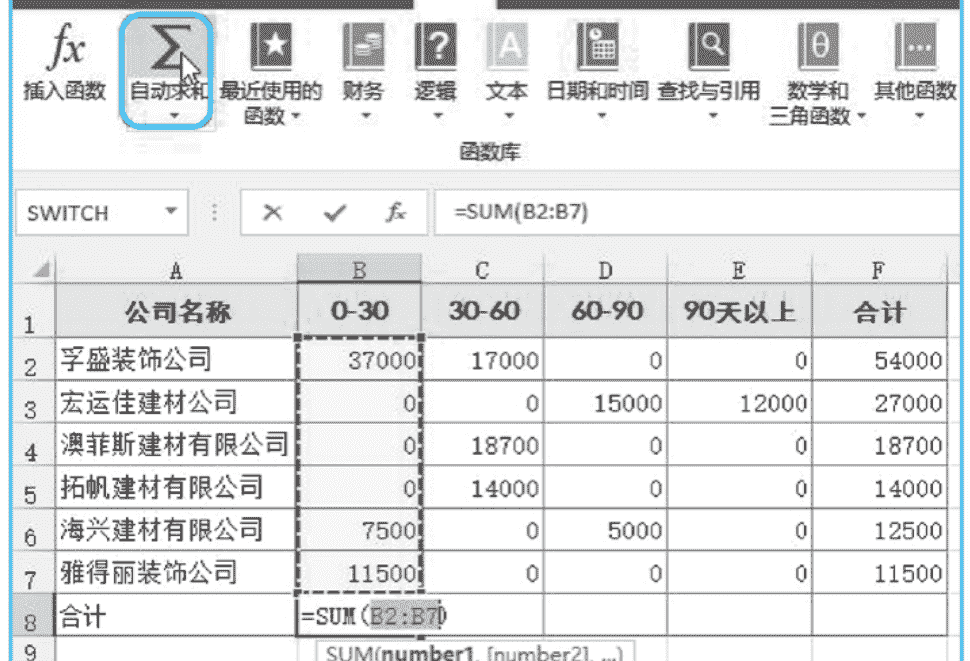 fx Σ ? A θ ...
插入函数 自动求和 最近使用的 财务 逻辑 文本 日期和时间 查找与引用 数学和 其他函数
函数 三角函数
函数库
SWITCH fx =SUM(B2:B7)
A B C D E F
1 公司名称 0-30 30-60 60-90 90天以上 合计
2 孚盛装饰公司 37000 17000 0 0 54000
3 宏运佳建材公司 0 0 15000 12000 27000
4 澳菲斯建材有限公司 0 18700 0 0 18700
5 拓帆建材有限公司 0 14000 0 0 14000
6 海兴建材有限公司 7500 0 5000 0 12500
7 雅得丽装饰公司 11500 0 0 0 11500
8 合计 =SUM(B2:B7)
9 SUM(number1, [number2], ...)